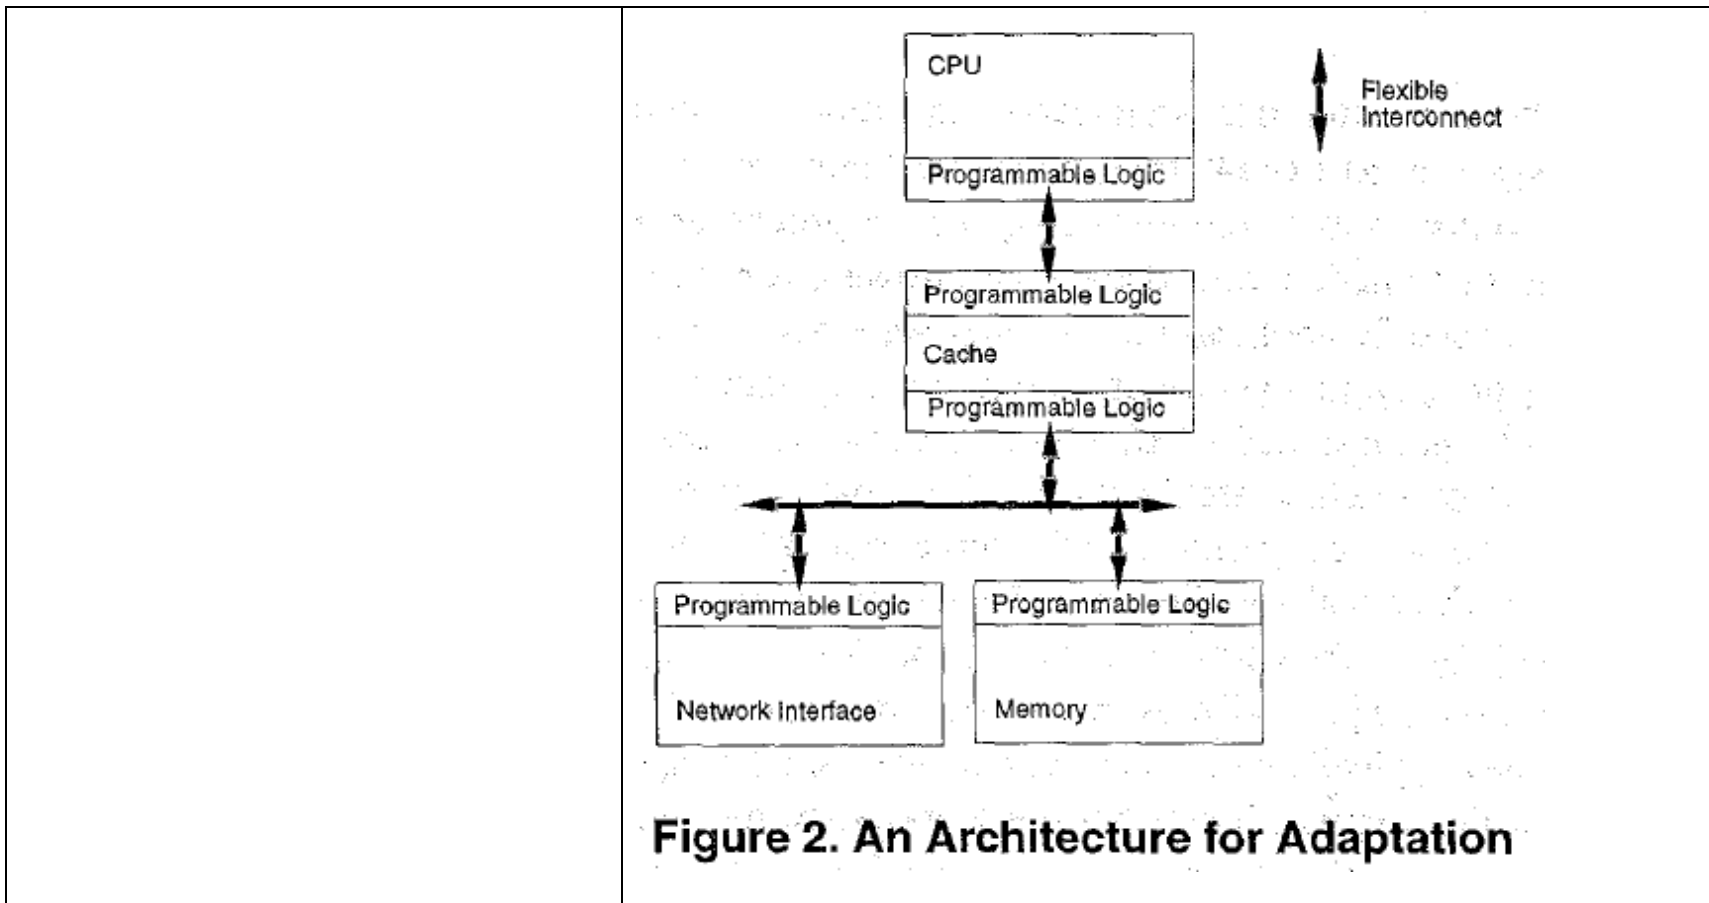 CPU
Flexible
Interconnect
Programmable Logic
Programmable Logic
Cache
Programmable Logic
Programmable Logic
Programmable Logic
Network Interface
Memory
Figure 2. An Architecture for Adaptation